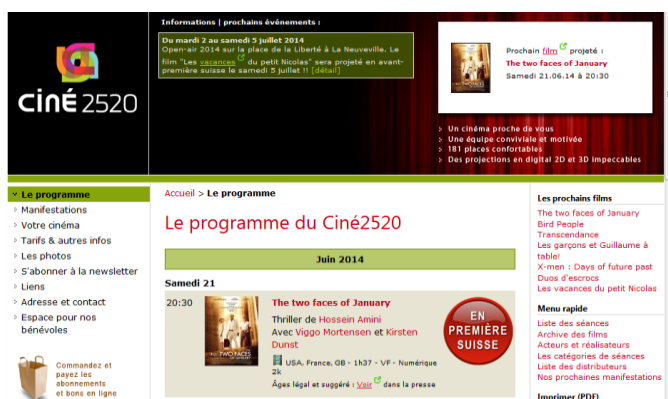 Informations | prochains événements :
Du mardi 2 au samedi 5 juillet 2014
Open-air 2014 sur la place de la Liberté à La Neuveville. Le
film "Les vacances du petit Nicolas" sera projeté en avant-
première suisse le samedi 5 juillet !! [détail]
Prochain film projeté :
The two faces of January
Samedi 21.06.14 à 20:30
ciné 2520
Un cinéma proche de vous
Une équipe conviviale et motivée
181 places confortables
Des projections en digital 2D et 3D impeccables
Le programme
Manifestations
Votre cinéma
Tarifs & autres infos
Les photos
S'abonner à la newsletter
Liens
Adresse et contact
Espace pour nos
bénévoles
Commandez et
payez les
abonnements
et bons en ligne
Accueil > Le programme
Le programme du Ciné2520
Juin 2014
Samedi 21
20:30
The two faces of January
Thriller de Hossein Amini
Avec Viggo Mortensen et Kirsten
Dunst
USA, France, GB - 1h37 - VF - Numérique
2k
Âges légal et suggéré : Voir dans la presse
EN
PREMIÈRE
SUISSE
Les prochains films
The two faces of January
Bird People
Transcendance
Les garçons et Guillaume à
table!
X-men : Days of future past
Duos d'escrocs
Les vacances du petit Nicolas
Menu rapide
Liste des séances
Archive des films
Acteurs et réalisateurs
Les catégories de séances
Liste des distributeurs
Nos prochaines manifestations
Imprimer (PDF)